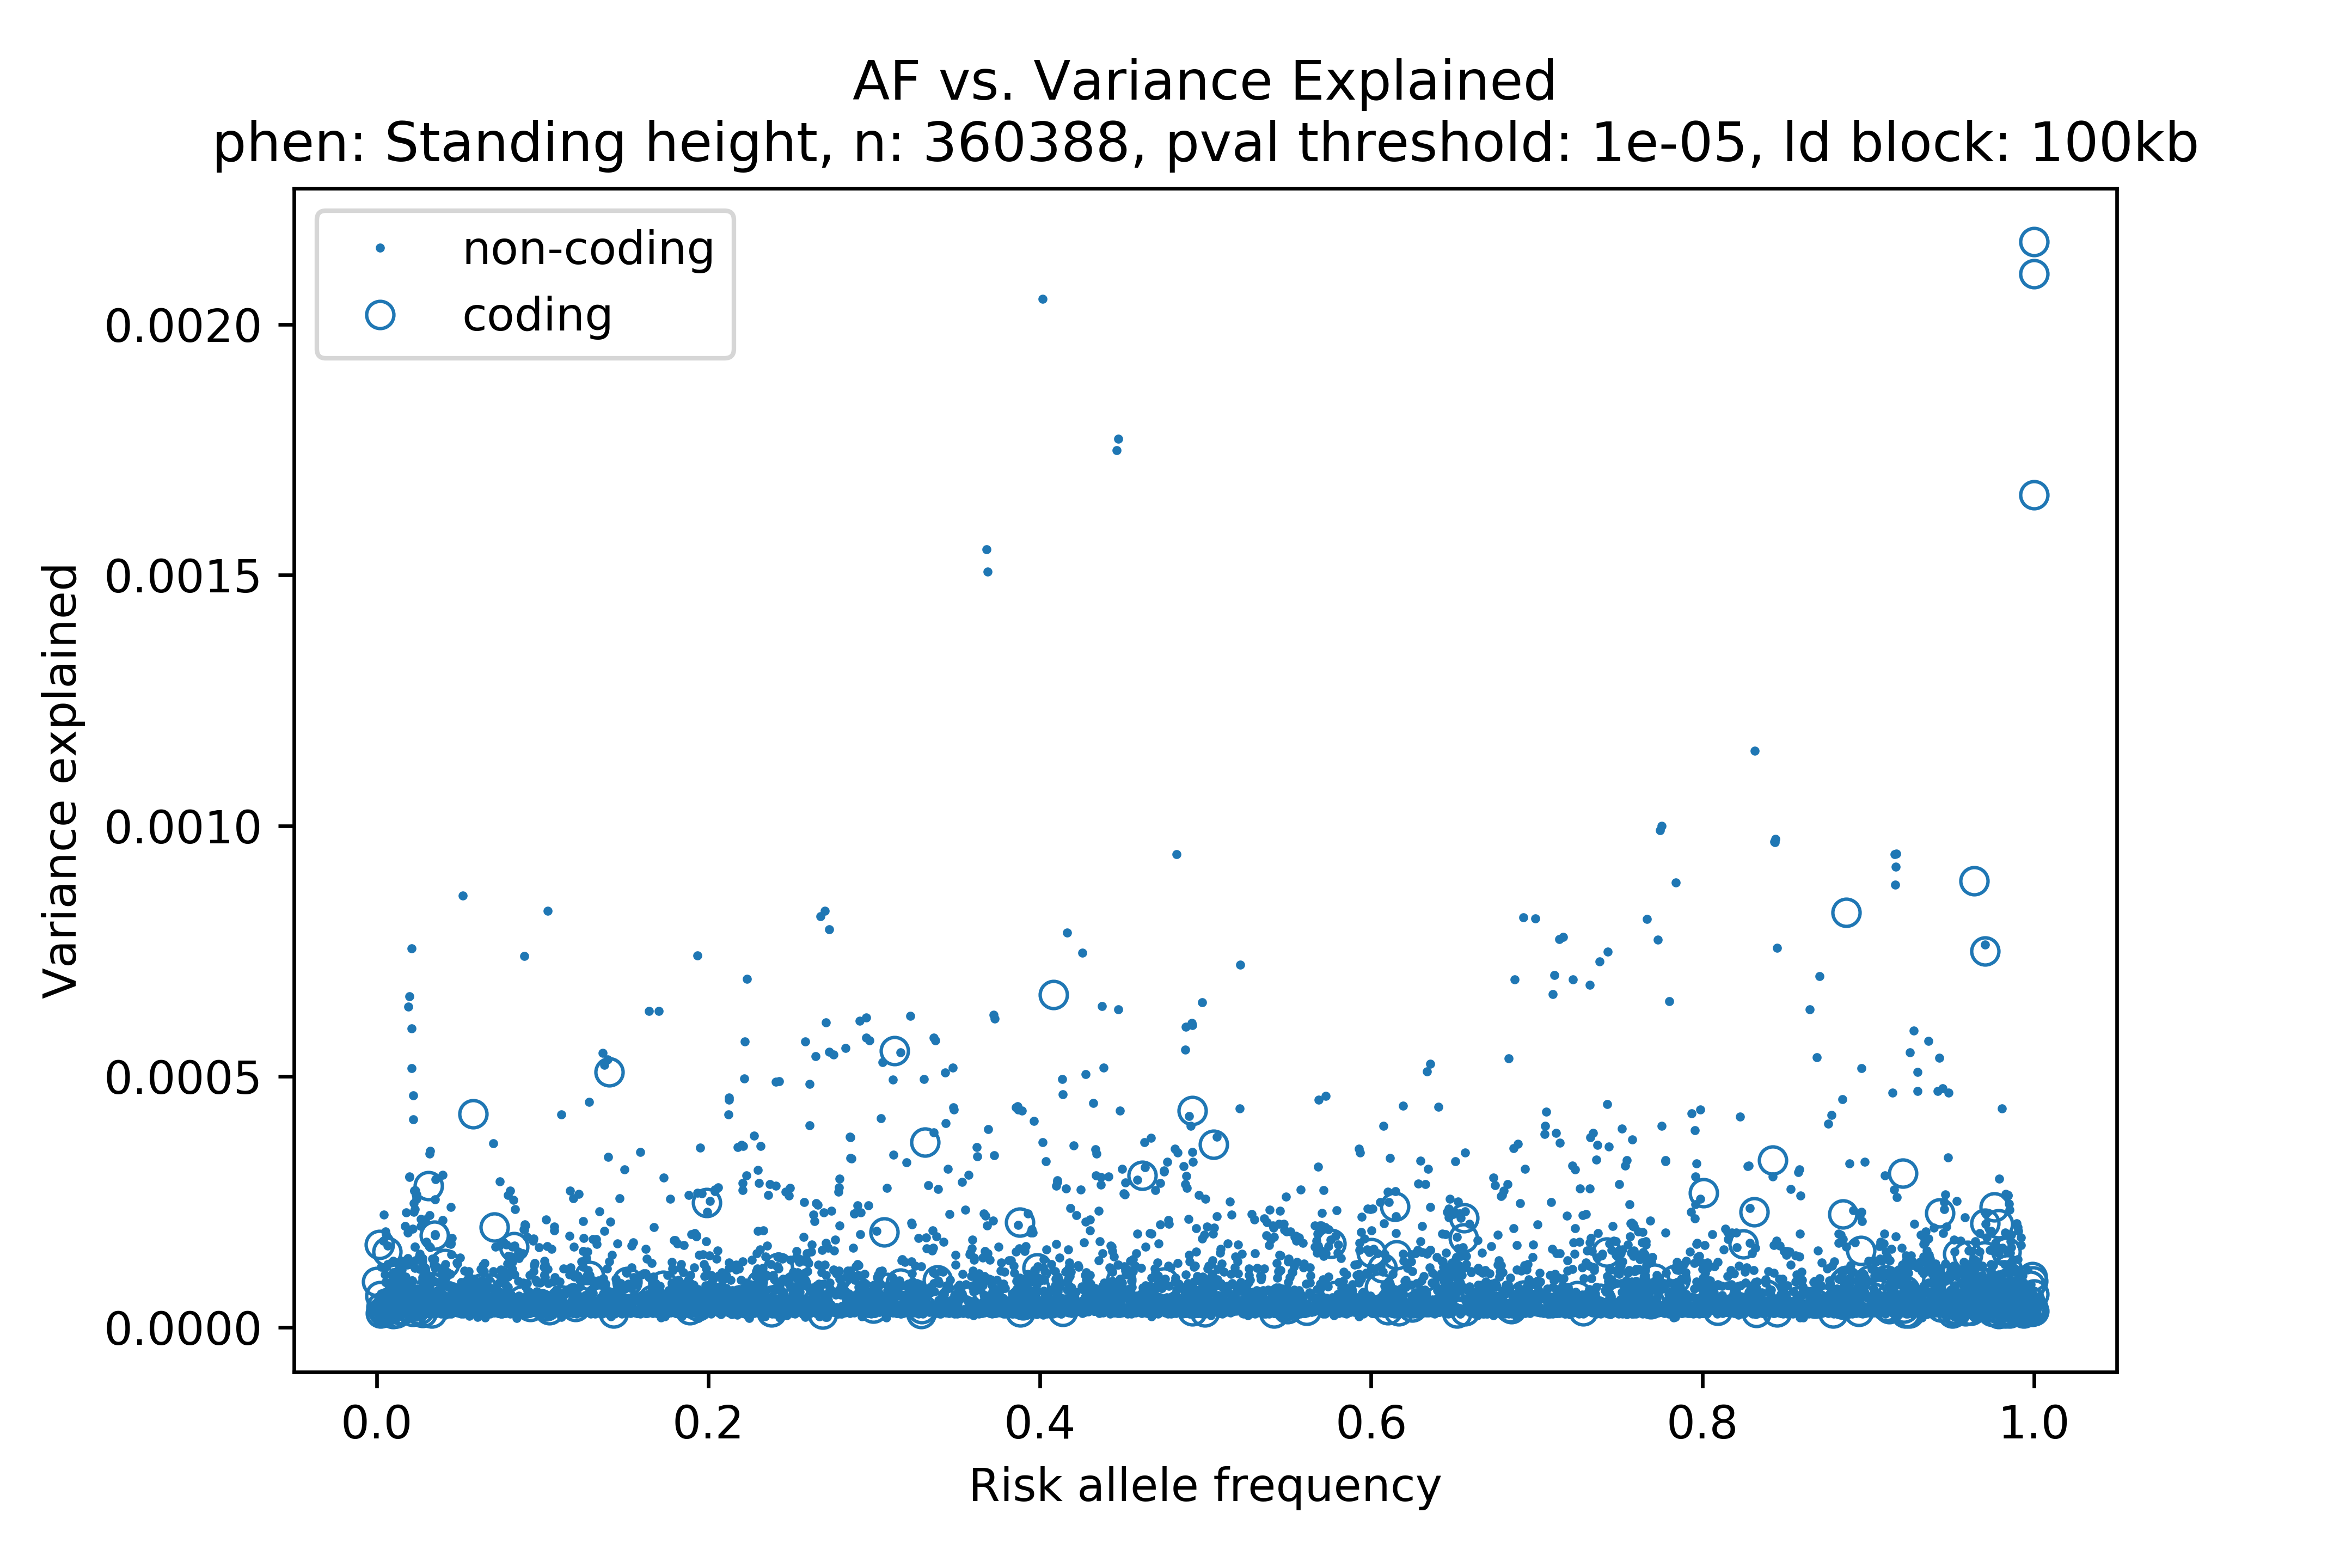 AF vs. Variance Explained
phen: Standing height, n: 360388, pval threshold: 1e-05, ld block: 100kb
non-coding
coding
0.0020
0.0015
0.0010
0.0005
0.0000
Variance explained
0.0 0.2 0.4 0.6 0.8 1.0
Risk allele frequency